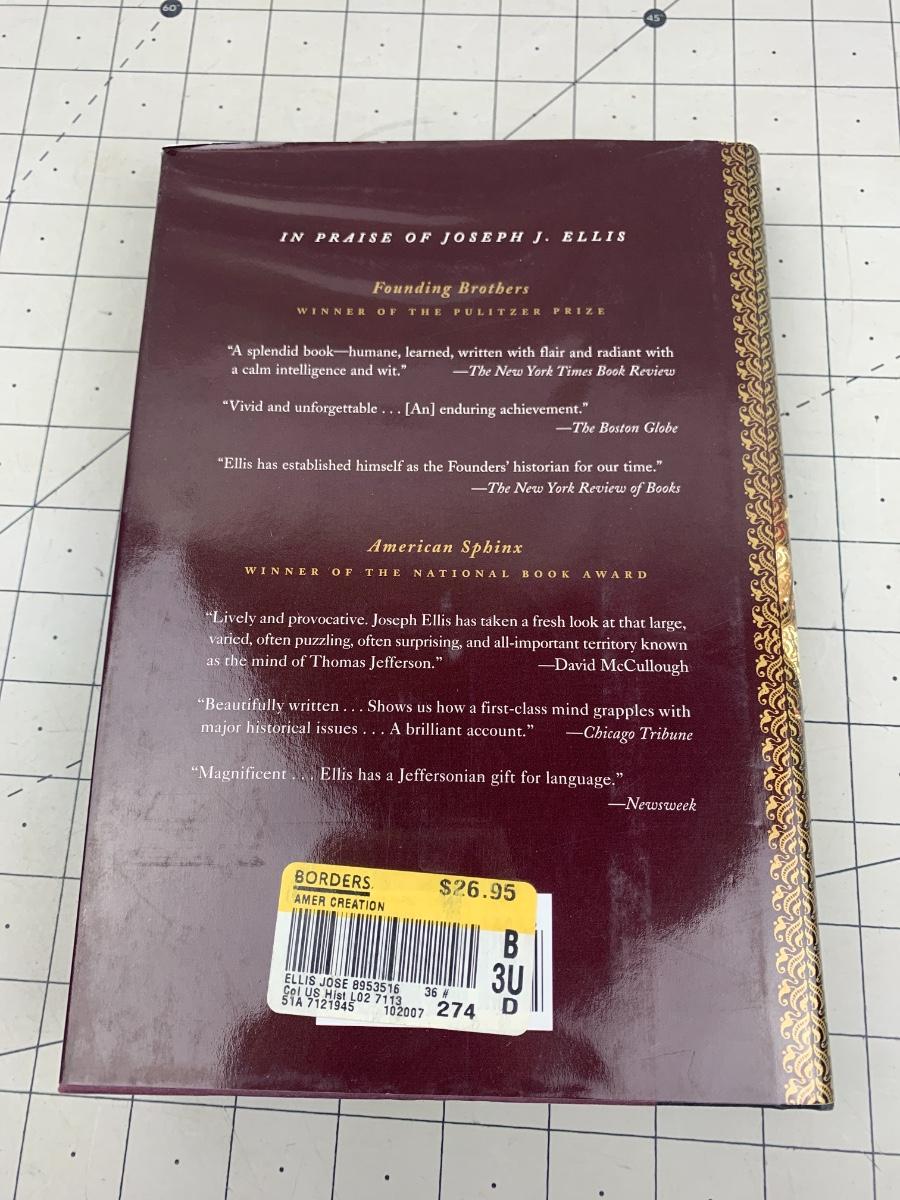 60°
45°
IN PRAISE OF JOSEPH J. ELLIS
Founding Brothers
WINNER OF THE PULITZER PRIZE
“A splendid book—humane, learned, written with flair and radiant with
a calm intelligence and wit.” —The New York Times Book Review
“Vivid and unforgettable . . . [An] enduring achievement.”
—The Boston Globe
“Ellis has established himself as the Founders’ historian for our time.”
—The New York Review of Books
American Sphinx
WINNER OF THE NATIONAL BOOK AWARD
“Lively and provocative. Joseph Ellis has taken a fresh look at that large,
varied, often puzzling, often surprising, and all-important territory known
as the mind of Thomas Jefferson.” —David McCullough
“Beautifully written . . . Shows us how a first-class mind grapples with
major historical issues . . . A brilliant account.” —Chicago Tribune
“Magnificent . . . Ellis has a Jeffersonian gift for language.”
—Newsweek
BORDERS. $26.95
AMER CREATION
B
3U
D
ELLIS JOSE 8953516 36 #
Col US Hist L02 7113
51A 7121945 102007 274